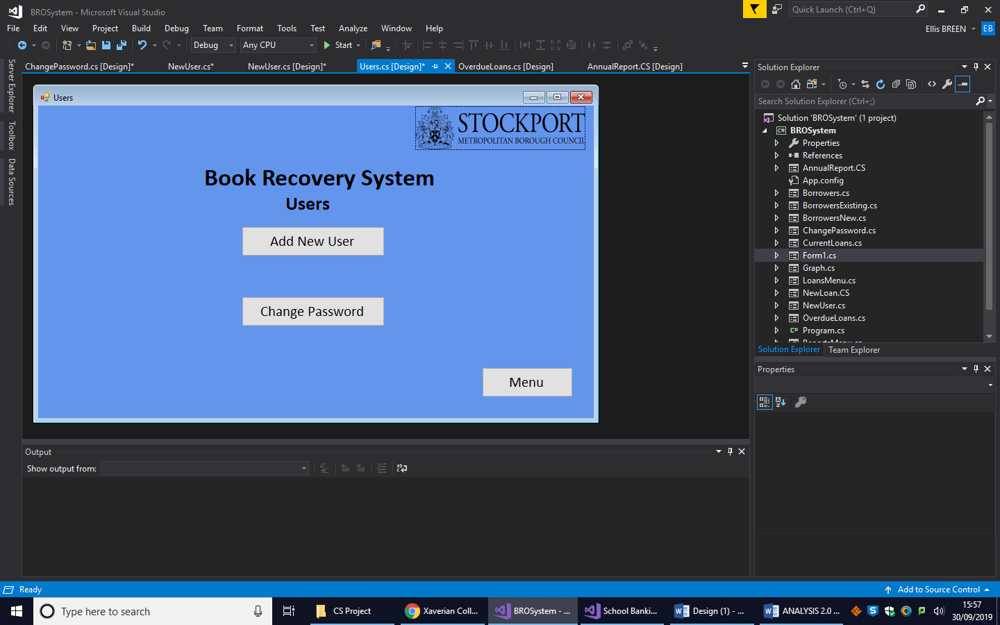 BROSystem - Microsoft Visual Studio
Quick Launch (Ctrl+Q)
File Edit View Project Build Debug Team Format Tools Test Analyze Window Help
Ellis BREEN EB
Debug Any CPU Start
Server Explorer
Toolbox
Data Sources
ChangePassword.cs [Design]* NewUser.cs* NewUser.cs [Design]* Users.cs [Design]* OverdueLoans.cs [Design] AnnualReport.CS [Design]
Users
STOCKPORT
METROPOLITAN BOROUGH COUNCIL
Book Recovery System
Users
Add New User
Change Password
Menu
Output
Show output from:
Solution Explorer
Search Solution Explorer (Ctrl+;)
Solution 'BROSystem' (1 project)
C# BROSystem
Properties
References
AnnualReport.CS
App.config
Borrowers.cs
BorrowersExisting.cs
BorrowersNew.cs
ChangePassword.cs
CurrentLoans.cs
Form1.cs
Graph.cs
LoansMenu.cs
NewLoan.CS
NewUser.cs
OverdueLoans.cs
C# Program.cs
ReportsMenu.cs
Solution Explorer Team Explorer
Properties
Ready
Add to Source Control
Type here to search
CS Project
Xaverian Coll...
BROSystem - ...
School Banki...
Design (1) - ...
ANALYSIS 2.0 ...
15:57
30/09/2019